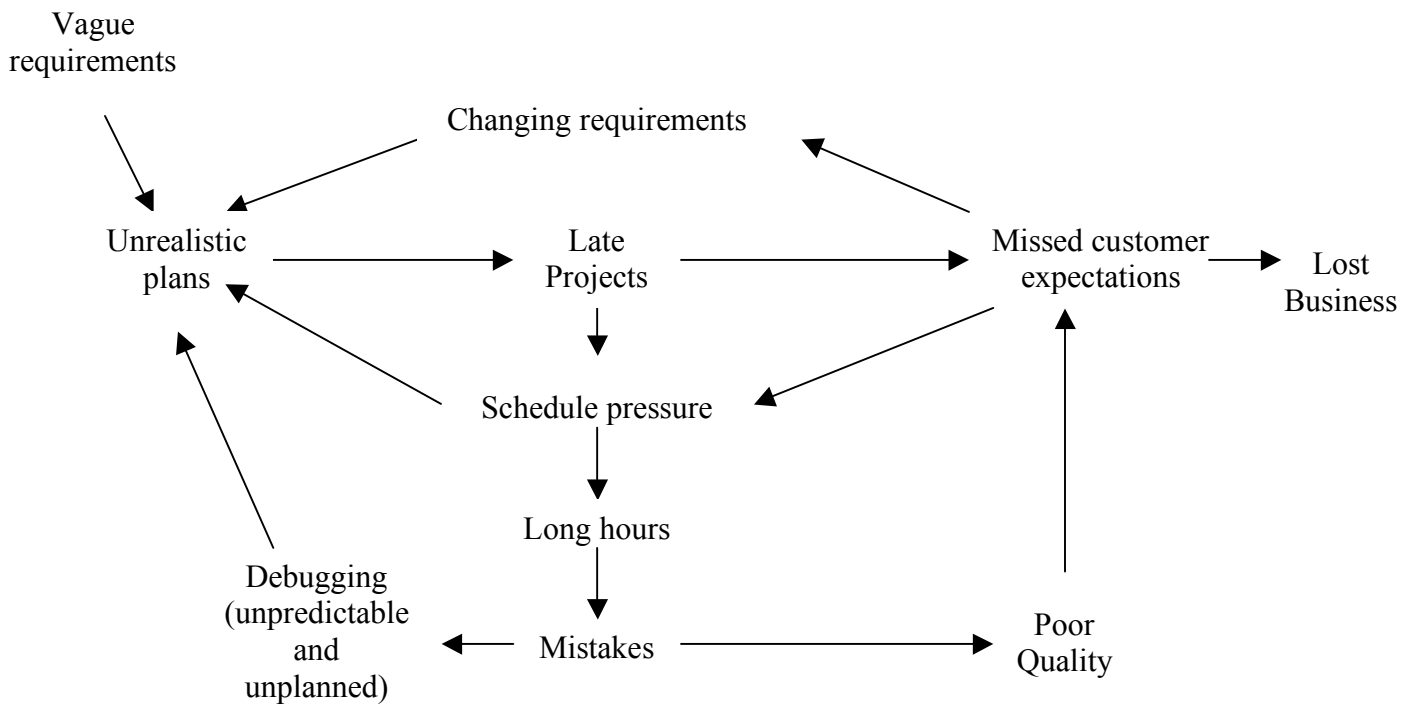 Vague
requirements
Changing requirements
Unrealistic
plans
Late
Projects
Missed customer
expectations
Lost
Business
Schedule pressure
Long hours
Debugging
(unpredictable
and
unplanned)
Mistakes
Poor
Quality